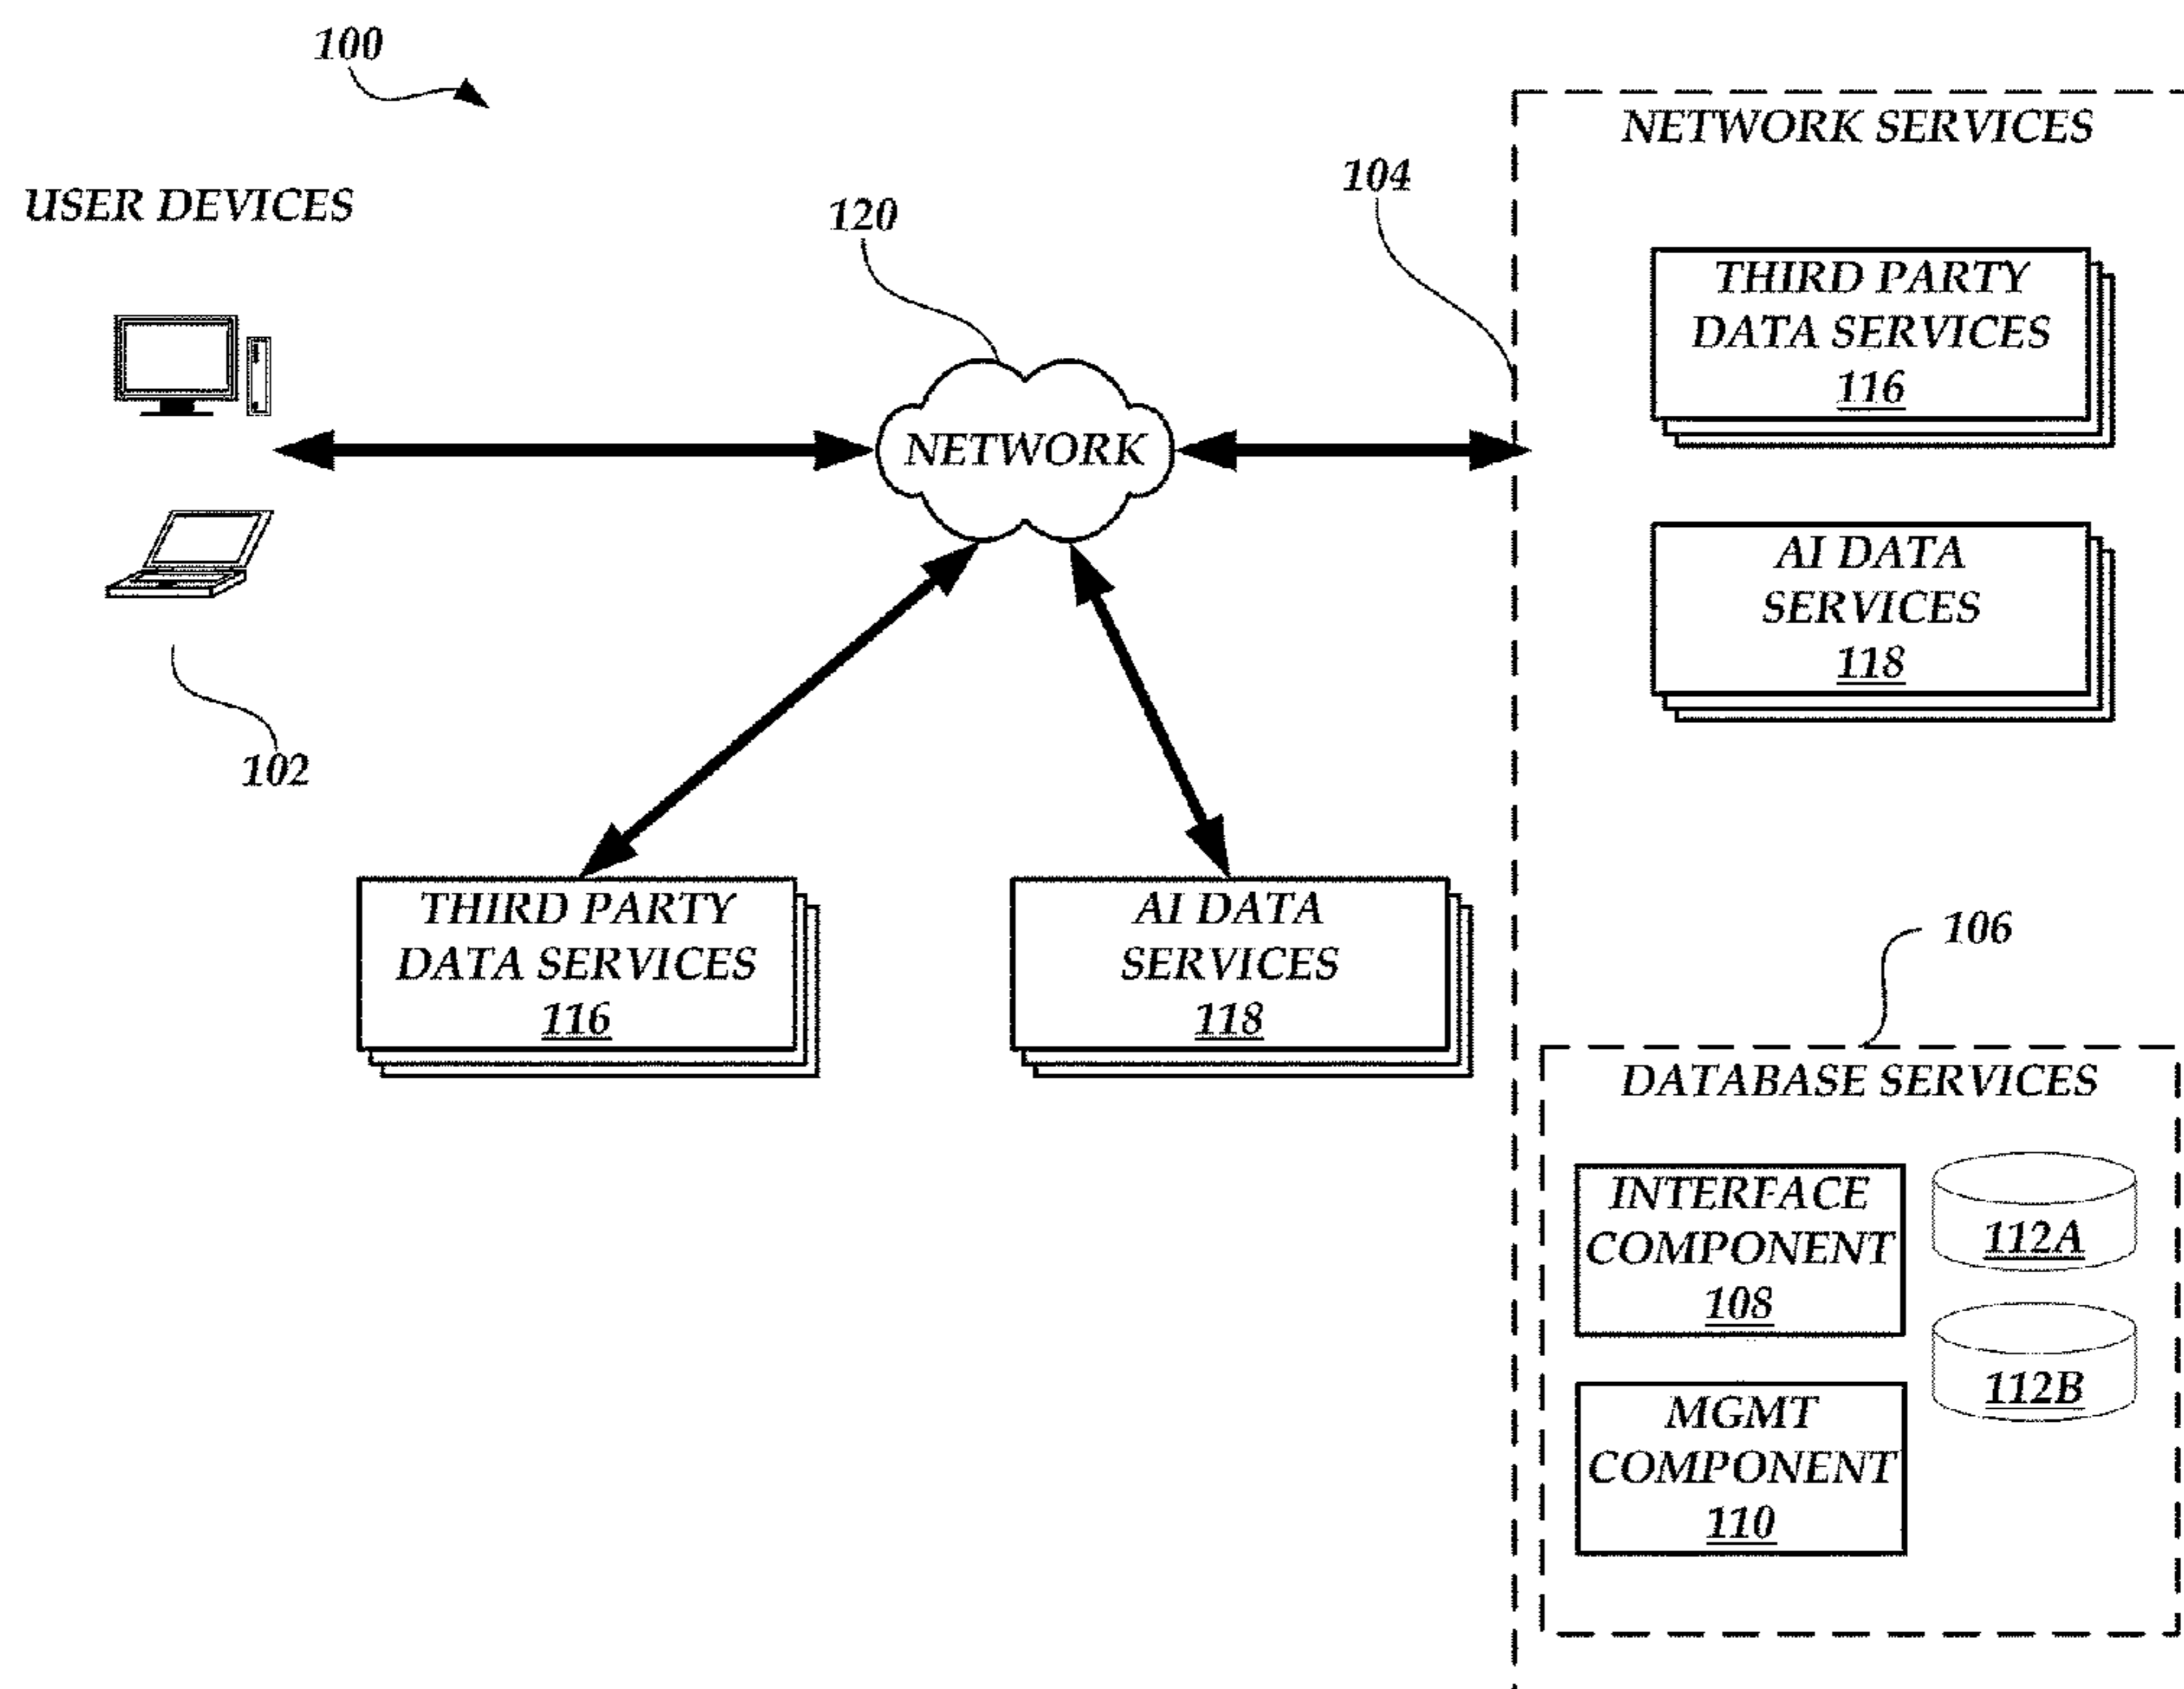 100
USER DEVICES
102
120
NETWORK
104
THIRD PARTY
DATA SERVICES
116
AI DATA
SERVICES
118
NETWORK SERVICES
THIRD PARTY
DATA SERVICES
116
AI DATA
SERVICES
118
106
DATABASE SERVICES
INTERFACE
COMPONENT
108
112A
112B
MGMT
COMPONENT
110